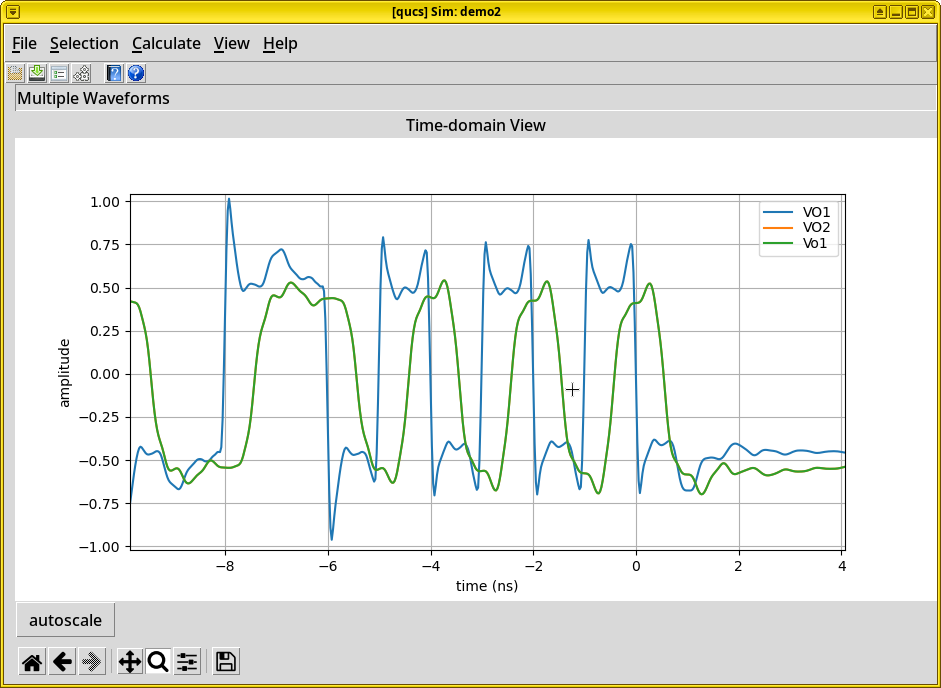 [qucs] Sim: demo2
File Selection Calculate View Help
Multiple Waveforms
Time-domain View
1.00
0.75
0.50
0.25
0.00
−0.25
−0.50
−0.75
−1.00
amplitude
VO1
VO2
Vo1
−8 −6 −4 −2 0 2 4
time (ns)
autoscale